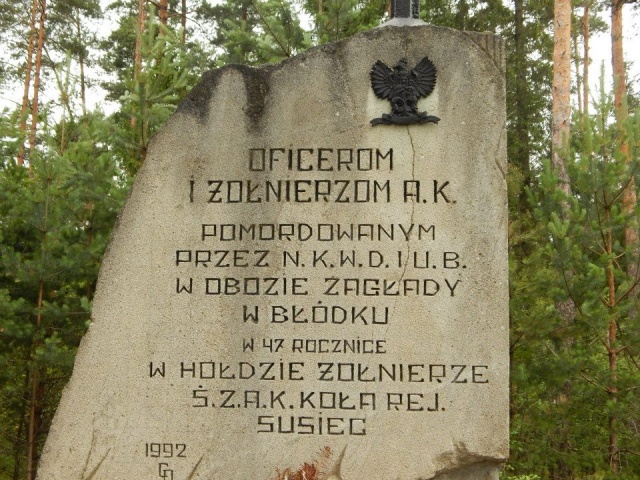 OFICEROM
I ŻOŁNIERZOM A.K.
POMORDOWANYM
PRZEZ N.K.W.D. I U.B.
W OBOZIE ZAGŁADY
W BŁÓDKU
W 47 ROCZNICE
W HOŁDZIE ŻOŁNIERZE
Ś.Z.A.K. KOŁA REJ.
SUSIEC
1992